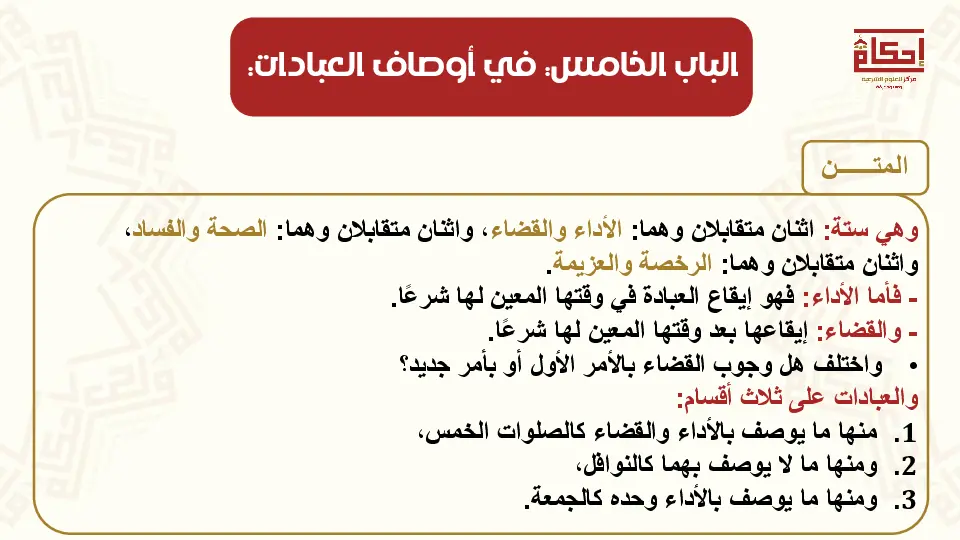 الباب الخامس: في أوصاف العبادات:
إحكام
مركز للعلوم الشرعية
المتــــــن
وهي ستة: اثنان متقابلان وهما: الأداء والقضاء، واثنان متقابلان وهما: الصحة والفساد،
واثنان متقابلان وهما: الرخصة والعزيمة.
- فأما الأداء: فهو إيقاع العبادة في وقتها المعين لها شرعًا.
- والقضاء: إيقاعها بعد وقتها المعين لها شرعًا.
• واختلف هل وجوب القضاء بالأمر الأول أو بأمر جديد؟
والعبادات على ثلاث أقسام:
1. منها ما يوصف بالأداء والقضاء كالصلوات الخمس،
2. ومنها ما لا يوصف بهما كالنوافل،
3. ومنها ما يوصف بالأداء وحده كالجمعة.